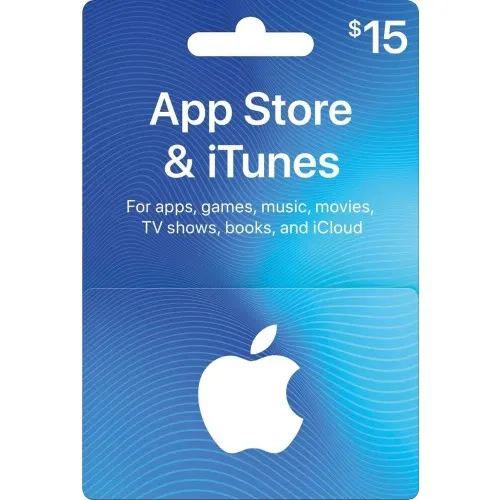 $15
App Store
& iTunes
For apps, games, music, movies,
TV shows, books, and iCloud